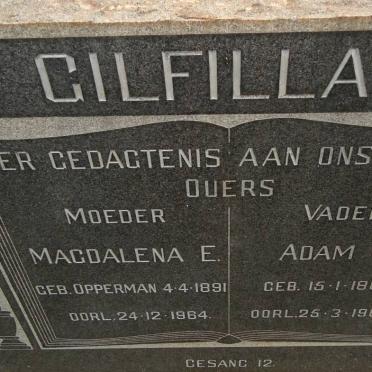 GILFILLA
ER GEDAGTENIS AAN ONS
OUERS
MOEDER
MAGDALENA E.
GEB. OPPERMAN 4-4-1891
OORL. 24-12-1964.
VADE
ADAM
GEB. 15-1-18
OORL. 25-3-19
GESANG 12.